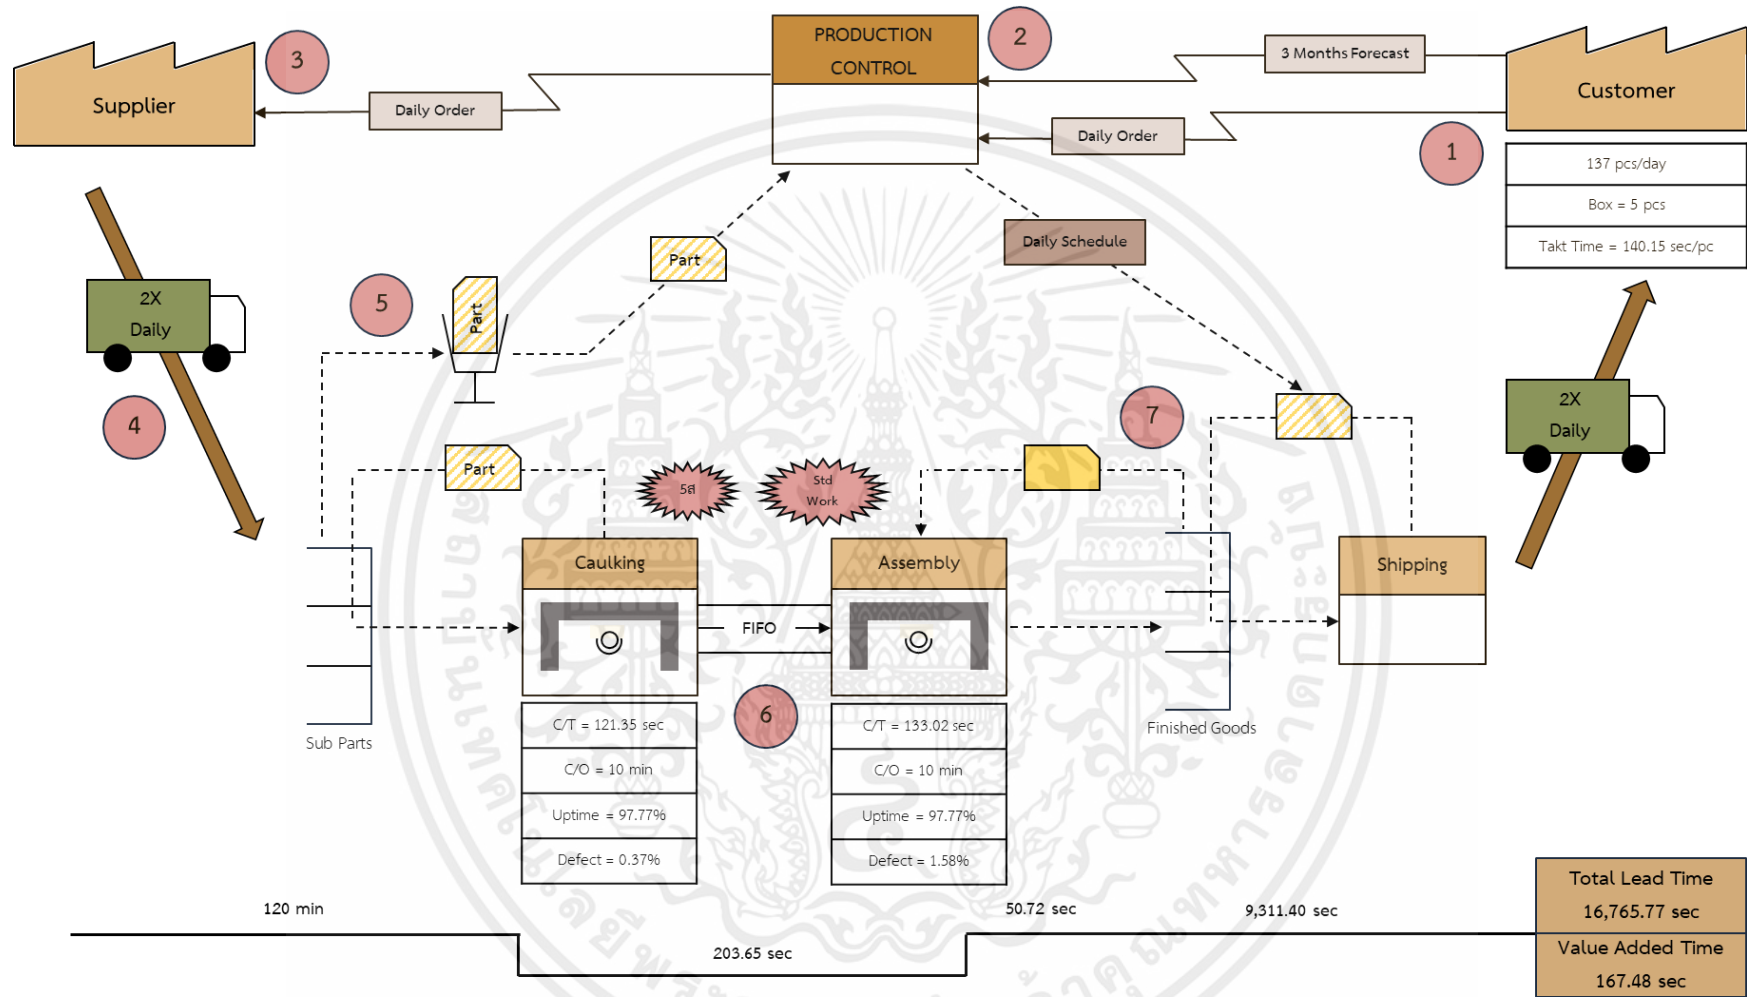 PRODUCTION
CONTROL
2
3
3 Months Forecast
Supplier
Customer
Daily Order
Daily Order
1
137 pcs/day
Box = 5 pcs
Takt Time = 140.15 sec/pc
Daily Schedule
Part
2X
Daily
5
Part
4
7
2X
Daily
Part
5ส
Std
Work
Caulking
Assembly
Shipping
FIFO
6
Sub Parts
Finished Goods
C/T = 121.35 sec
C/O = 10 min
Uptime = 97.77%
Defect = 0.37%
C/T = 133.02 sec
C/O = 10 min
Uptime = 97.77%
Defect = 1.58%
120 min
203.65 sec
50.72 sec
9,311.40 sec
Total Lead Time
16,765.77 sec
Value Added Time
167.48 sec